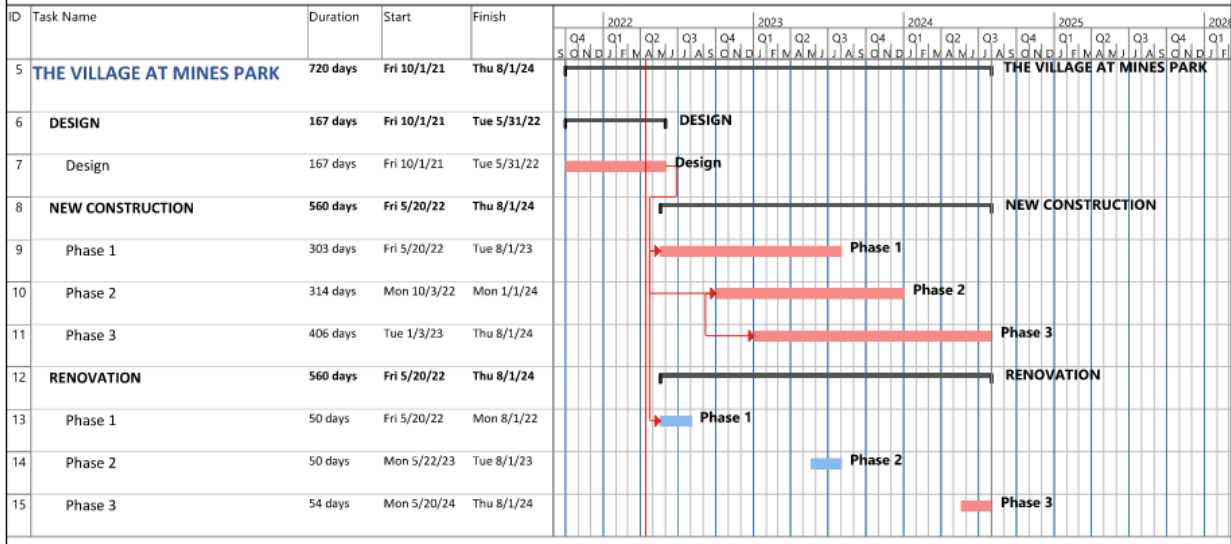 ID Task Name Duration Start Finish 2022 2023 2024 2025 2026
Q4 Q1 Q2 Q3 Q4 Q1 Q2 Q3 Q4 Q1 Q2 Q3 Q4 Q1 Q2 Q3 Q4 Q1
S O N D J F M A M J J A S O N D J F M A M J J A S O N D J F M A M J J A S O N D J F M A M J J A S O N D J F
5 THE VILLAGE AT MINES PARK 720 days Fri 10/1/21 Thu 8/1/24 THE VILLAGE AT MINES PARK
6 DESIGN 167 days Fri 10/1/21 Tue 5/31/22 DESIGN
7 Design 167 days Fri 10/1/21 Tue 5/31/22 Design
8 NEW CONSTRUCTION 560 days Fri 5/20/22 Thu 8/1/24 NEW CONSTRUCTION
9 Phase 1 303 days Fri 5/20/22 Tue 8/1/23 Phase 1
10 Phase 2 314 days Mon 10/3/22 Mon 1/1/24 Phase 2
11 Phase 3 406 days Tue 1/3/23 Thu 8/1/24 Phase 3
12 RENOVATION 560 days Fri 5/20/22 Thu 8/1/24 RENOVATION
13 Phase 1 50 days Fri 5/20/22 Mon 8/1/22 Phase 1
14 Phase 2 50 days Mon 5/22/23 Tue 8/1/23 Phase 2
15 Phase 3 54 days Mon 5/20/24 Thu 8/1/24 Phase 3